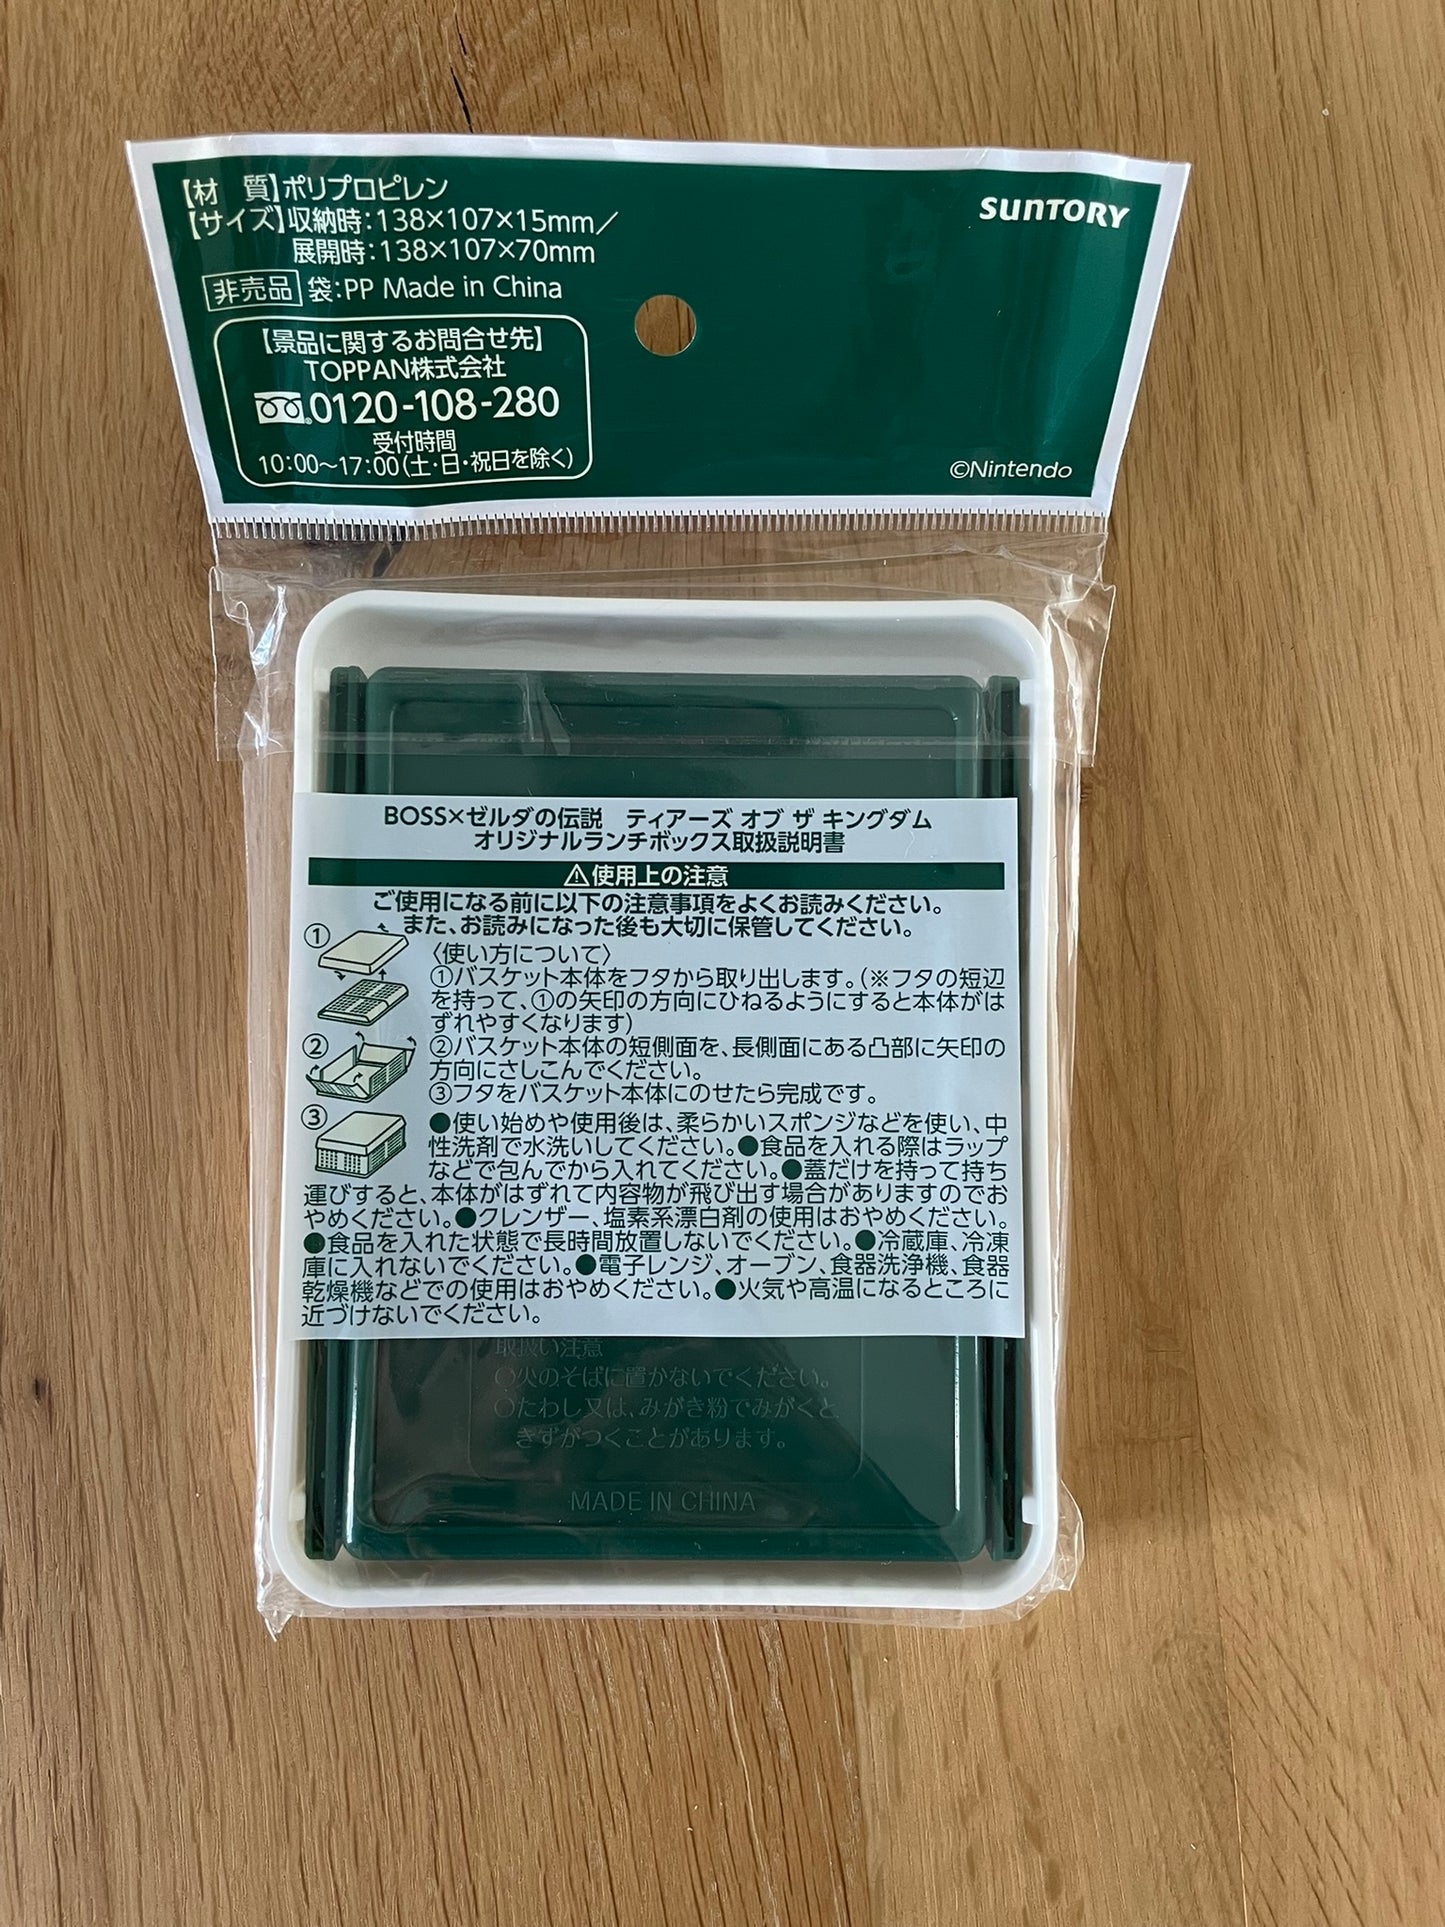 【材 質】ポリプロピレン
【サイズ】収納時:138×107×15mm/
展開時:138×107×70mm
非売品 袋:PP Made in China
【景品に関するお問合せ先】
TOPPAN株式会社
0120-108-280
受付時間
10:00~17:00(土・日・祝日を除く)
SUNTORY
©Nintendo
BOSS×ゼルダの伝説 ティアーズ オブ ザ キングダム
オリジナルランチボックス取扱説明書
⚠使用上の注意
ご使用になる前に以下の注意事項をよくお読みください。
また、お読みになった後も大切に保管してください。
①
②
③
〈使い方について〉
①バスケット本体をフタから取り出します。(※フタの短辺
を持って、①の矢印の方向にひねるようにすると本体がは
ずれやすくなります)
②バスケット本体の短側面を、長側面にある凸部に矢印の
方向にさしこんでください。
③フタをバスケット本体にのせたら完成です。
●使い始めや使用後は、柔らかいスポンジなどを使い、中
性洗剤で水洗いしてください。●食品を入れる際はラップ
などで包んでから入れてください。●蓋だけを持って持ち
運びすると、本体がはずれて内容物が飛び出す場合がありますのでお
やめください。●クレンザー、塩素系漂白剤の使用はおやめください。
●食品を入れた状態で長時間放置しないでください。●冷蔵庫、冷凍
庫に入れないでください。●電子レンジ、オーブン、食器洗浄機、食器
乾燥機などでの使用はおやめください。●火気や高温になるところに
近づけないでください。
取扱い注意
○火のそばに置かないでください。
○たわし又は、みがき粉でみがくと
きずがつくことがあります。
MADE IN CHINA